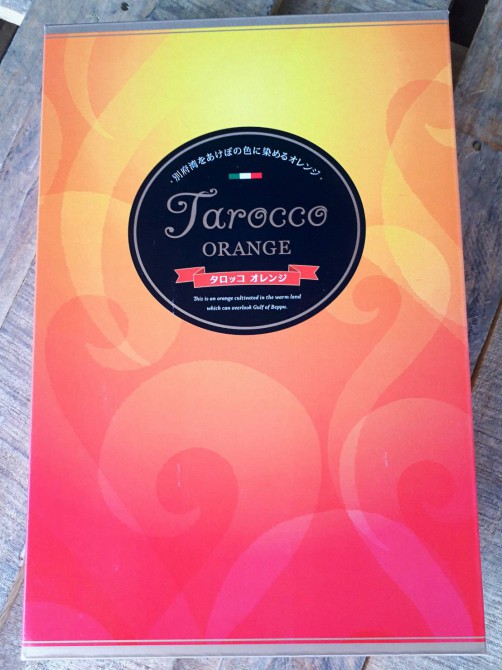 ・別府湾をあけぼの色に染めるオレンジ・
Tarocco
ORANGE
タロッコ オレンジ
This is an orange cultivated in the warm land
which can overlook Gulf of Beppu.